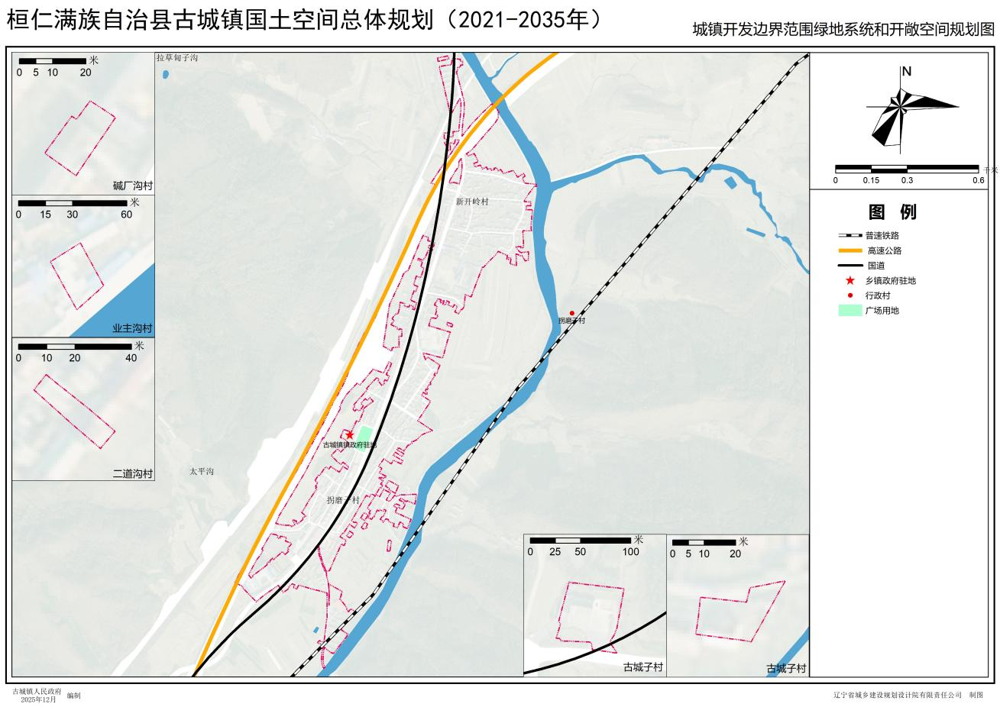 桓仁满族自治县古城镇国土空间总体规划（2021-2035年）
城镇开发边界范围绿地系统和开敞空间规划图
米
0 5 10 20
碱厂沟村
米
0 15 30 60
业主沟村
米
0 10 20 40
二道沟村
拉草甸子沟
新开岭村
拐磨子村
古城镇镇政府驻地
太平沟
拐磨子村
米
0 25 50 100
古城子村
米
0 5 10 20
古城子村
N
千米
0 0.15 0.3 0.6
图 例
普速铁路
高速公路
国道
乡镇政府驻地
行政村
广场用地
古城镇人民政府
2025年12月
编制
辽宁省城乡建设规划设计院有限责任公司 制图